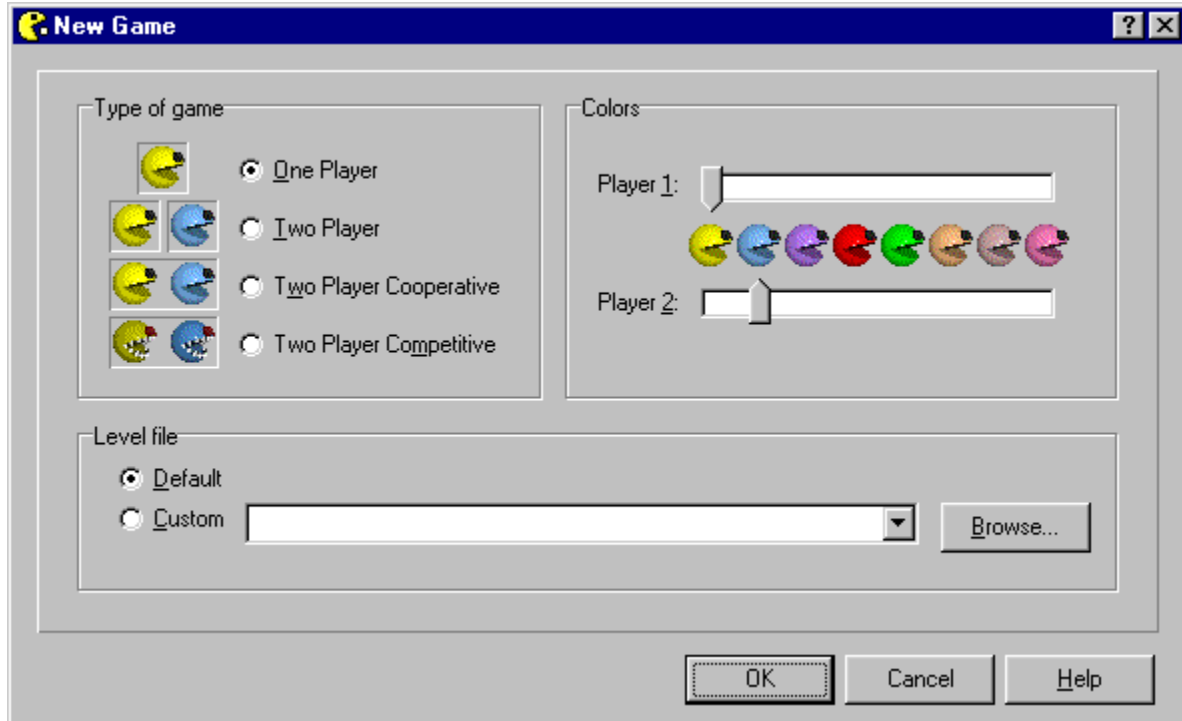 New Game
Type of game
One Player
Two Player
Two Player Cooperative
Two Player Competitive
Colors
Player 1:
Player 2:
Level file
Default
Custom
Browse...
OK
Cancel
Help